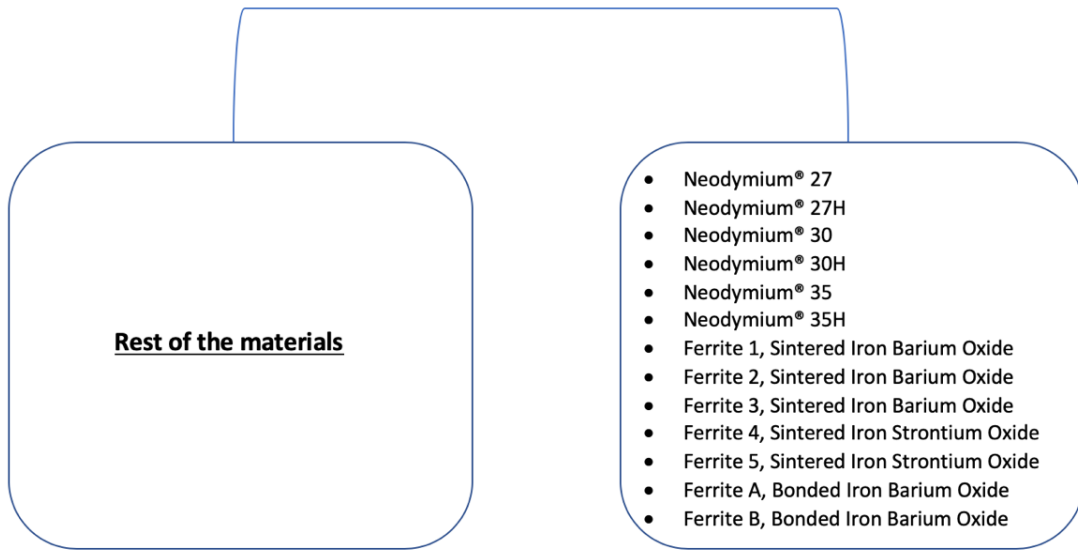 Rest of the materials
• Neodymium® 27
• Neodymium® 27H
• Neodymium® 30
• Neodymium® 30H
• Neodymium® 35
• Neodymium® 35H
• Ferrite 1, Sintered Iron Barium Oxide
• Ferrite 2, Sintered Iron Barium Oxide
• Ferrite 3, Sintered Iron Barium Oxide
• Ferrite 4, Sintered Iron Strontium Oxide
• Ferrite 5, Sintered Iron Strontium Oxide
• Ferrite A, Bonded Iron Barium Oxide
• Ferrite B, Bonded Iron Barium Oxide